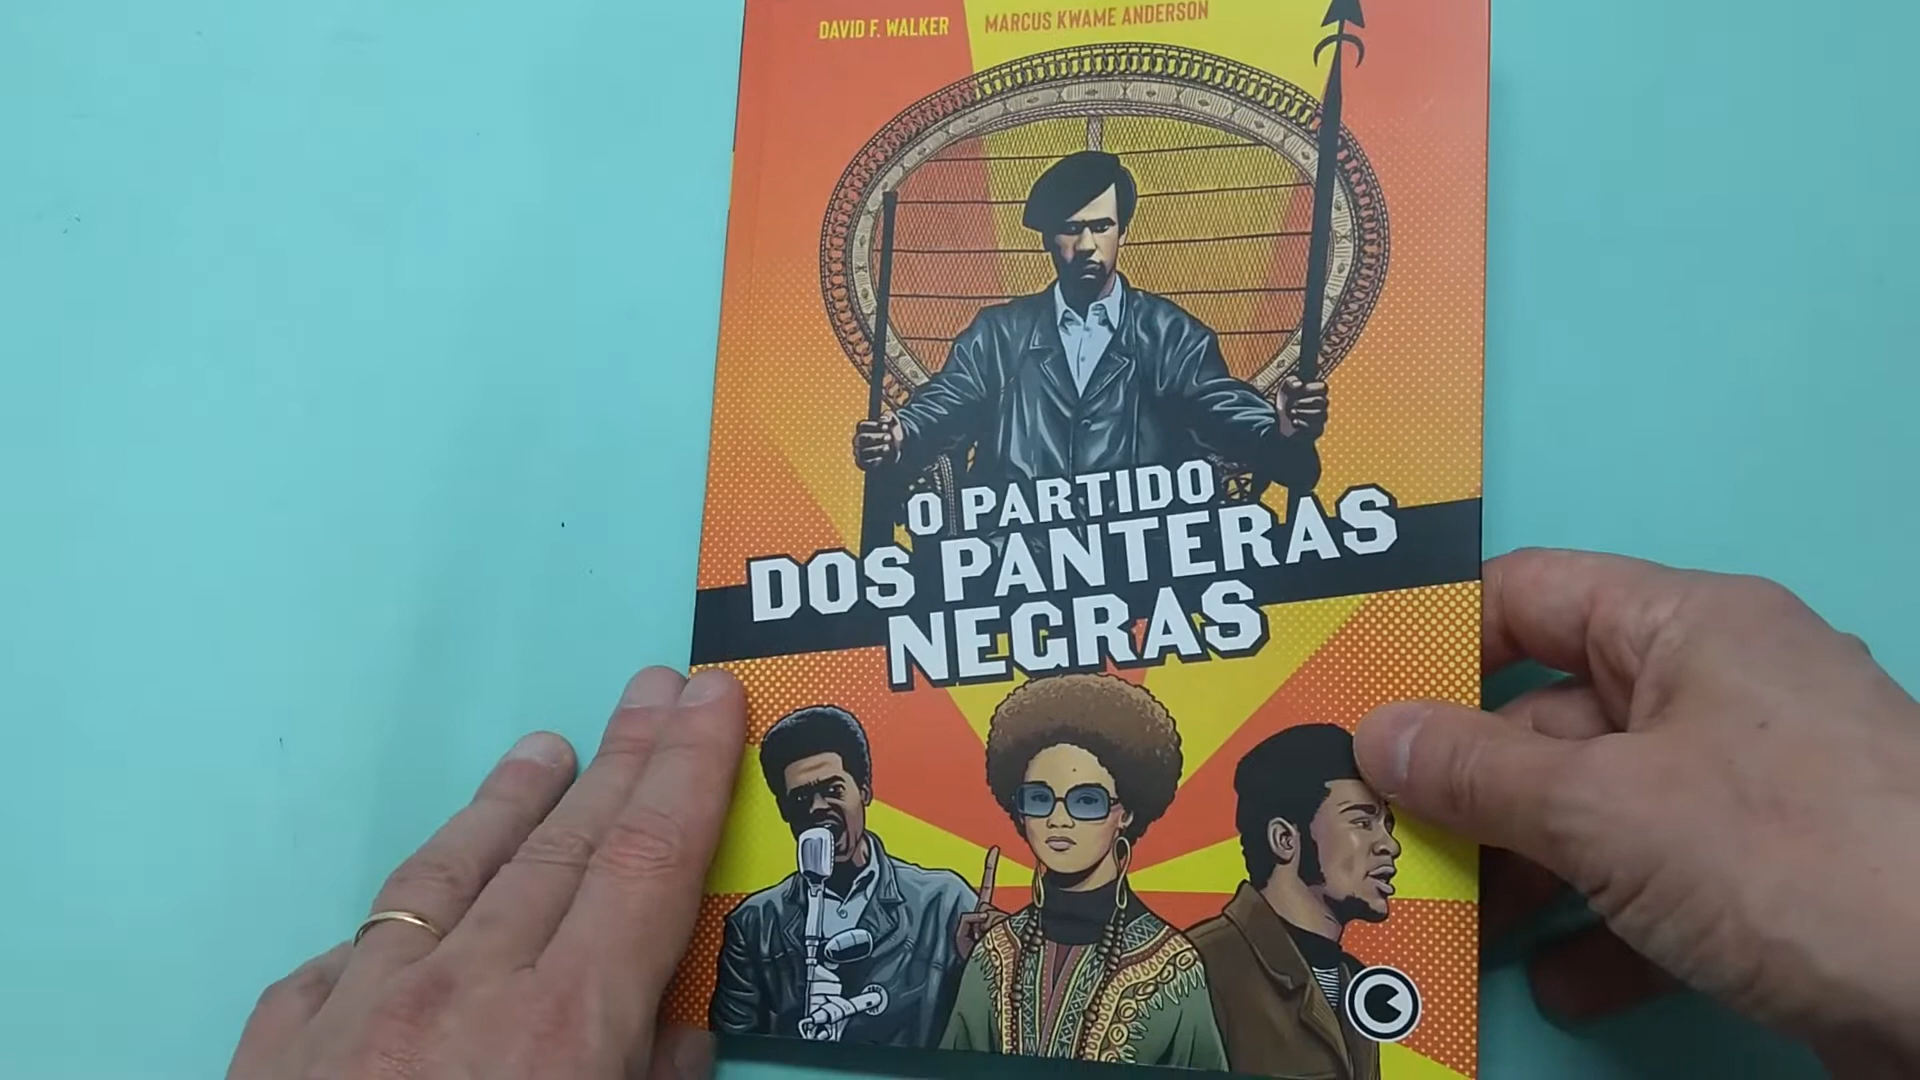 DAVID F. WALKER
MARCUS KWAME ANDERSON
O PARTIDO
DOS PANTERAS
NEGRAS